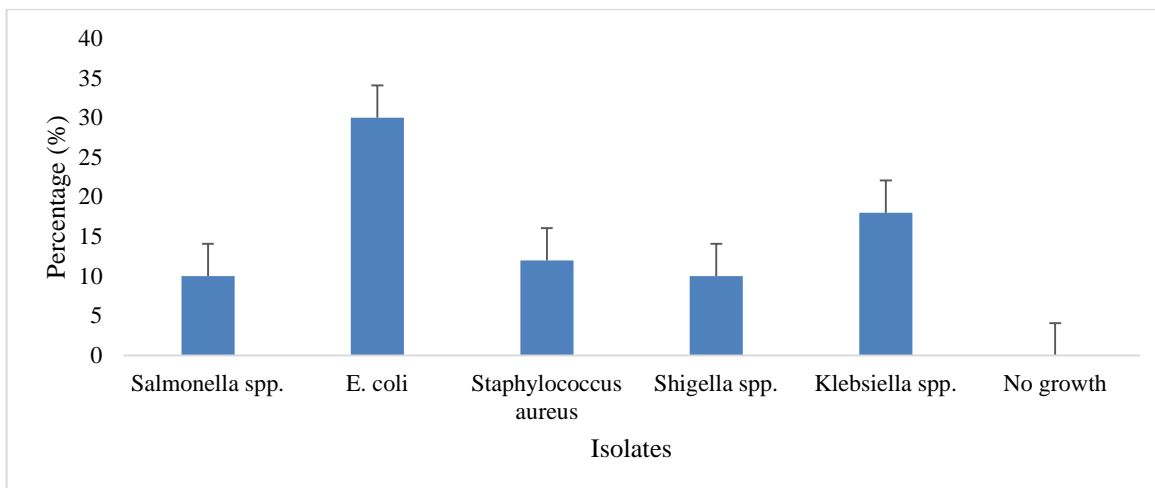 40
35
30
25
20
15
10
5
0
Percentage (%)
Salmonella spp.
E. coli
Staphylococcus
aureus
Shigella spp.
Klebsiella spp.
No growth
Isolates